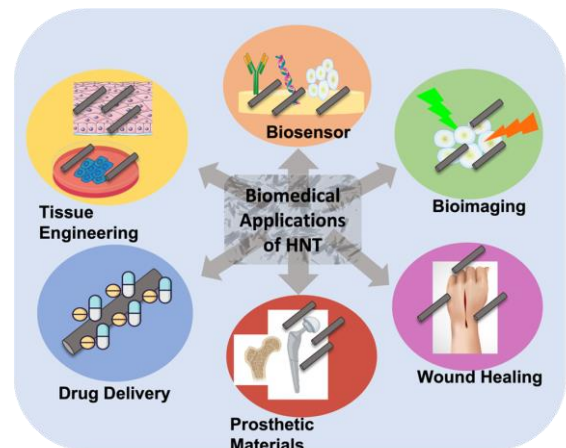 Biosensor
Tissue
Engineering
Biomedical
Applications
of HNT
Bioimaging
Drug Delivery
Prosthetic
Materials
Wound Healing